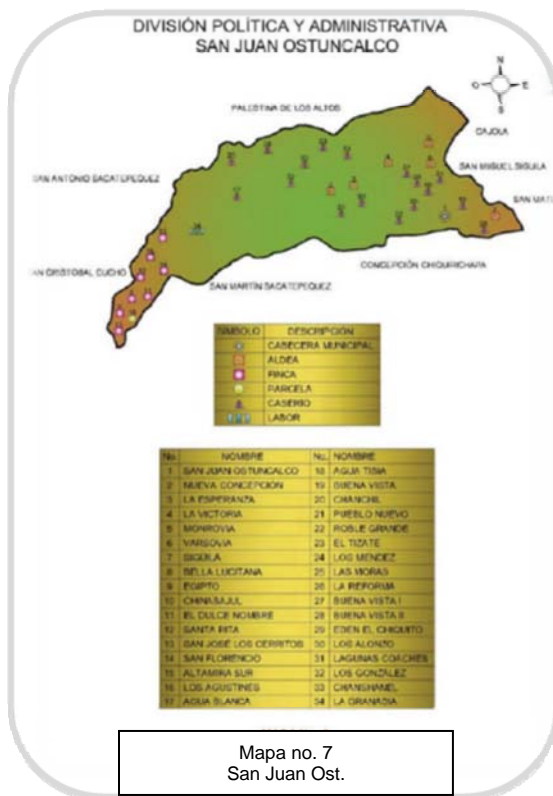 DIVISIÓN POLÍTICA Y ADMINISTRATIVA
SAN JUAN OSTUNCALCO
N
O E
S
PALESTINA DE LOS ALTOS
CAJOLA
SAN MIGUEL SIGUILA
SAN ANTONIO SACATEPEQUEZ
SAN MATE
CONCEPCIÓN CHIQUIRICHAPA
AN CRISTOBAL CUCHO
SAN MARTÍN SACATEPEQUEZ
SIMBOLO DESCRIPCIÓN
CABECERA MUNICIPAL
ALDEA
FINCA
PARCELA
CASERIO
LABOR
No. NOMBRE No. NOMBRE
1 SAN JUAN OSTUNCALCO 18 AGUA TIBIA
2 NUEVA CONCEPCIÓN 19 BUENA VISTA
3 LA ESPERANZA 20 CHANCHIL
4 LA VICTORIA 21 PUEBLO NUEVO
5 MONROVIA 22 ROBLE GRANDE
6 VARSOVIA 23 EL TIZATE
7 SIGUILA 24 LOS MENDEZ
8 BELLA LUCITANA 25 LAS MORAS
9 EGIPTO 26 LA REFORMA
10 CHINABAJUL 27 BUENA VISTA I
11 EL DULCE NOMBRE 28 BUENA VISTA II
12 SANTA RITA 29 EDEN EL CHIQUITO
13 SAN JOSÉ LOS CERRITOS 30 LOS ALONZO
14 SAN FLORENCIO 31 LAGUNAS COACHES
15 ALTAMIRA SUR 32 LOS GONZÁLEZ
16 LOS AGUSTINES 33 CHANSHANEL
17 AGUA BLANCA 34 LA GRANADIA
Mapa no. 7
San Juan Ost.